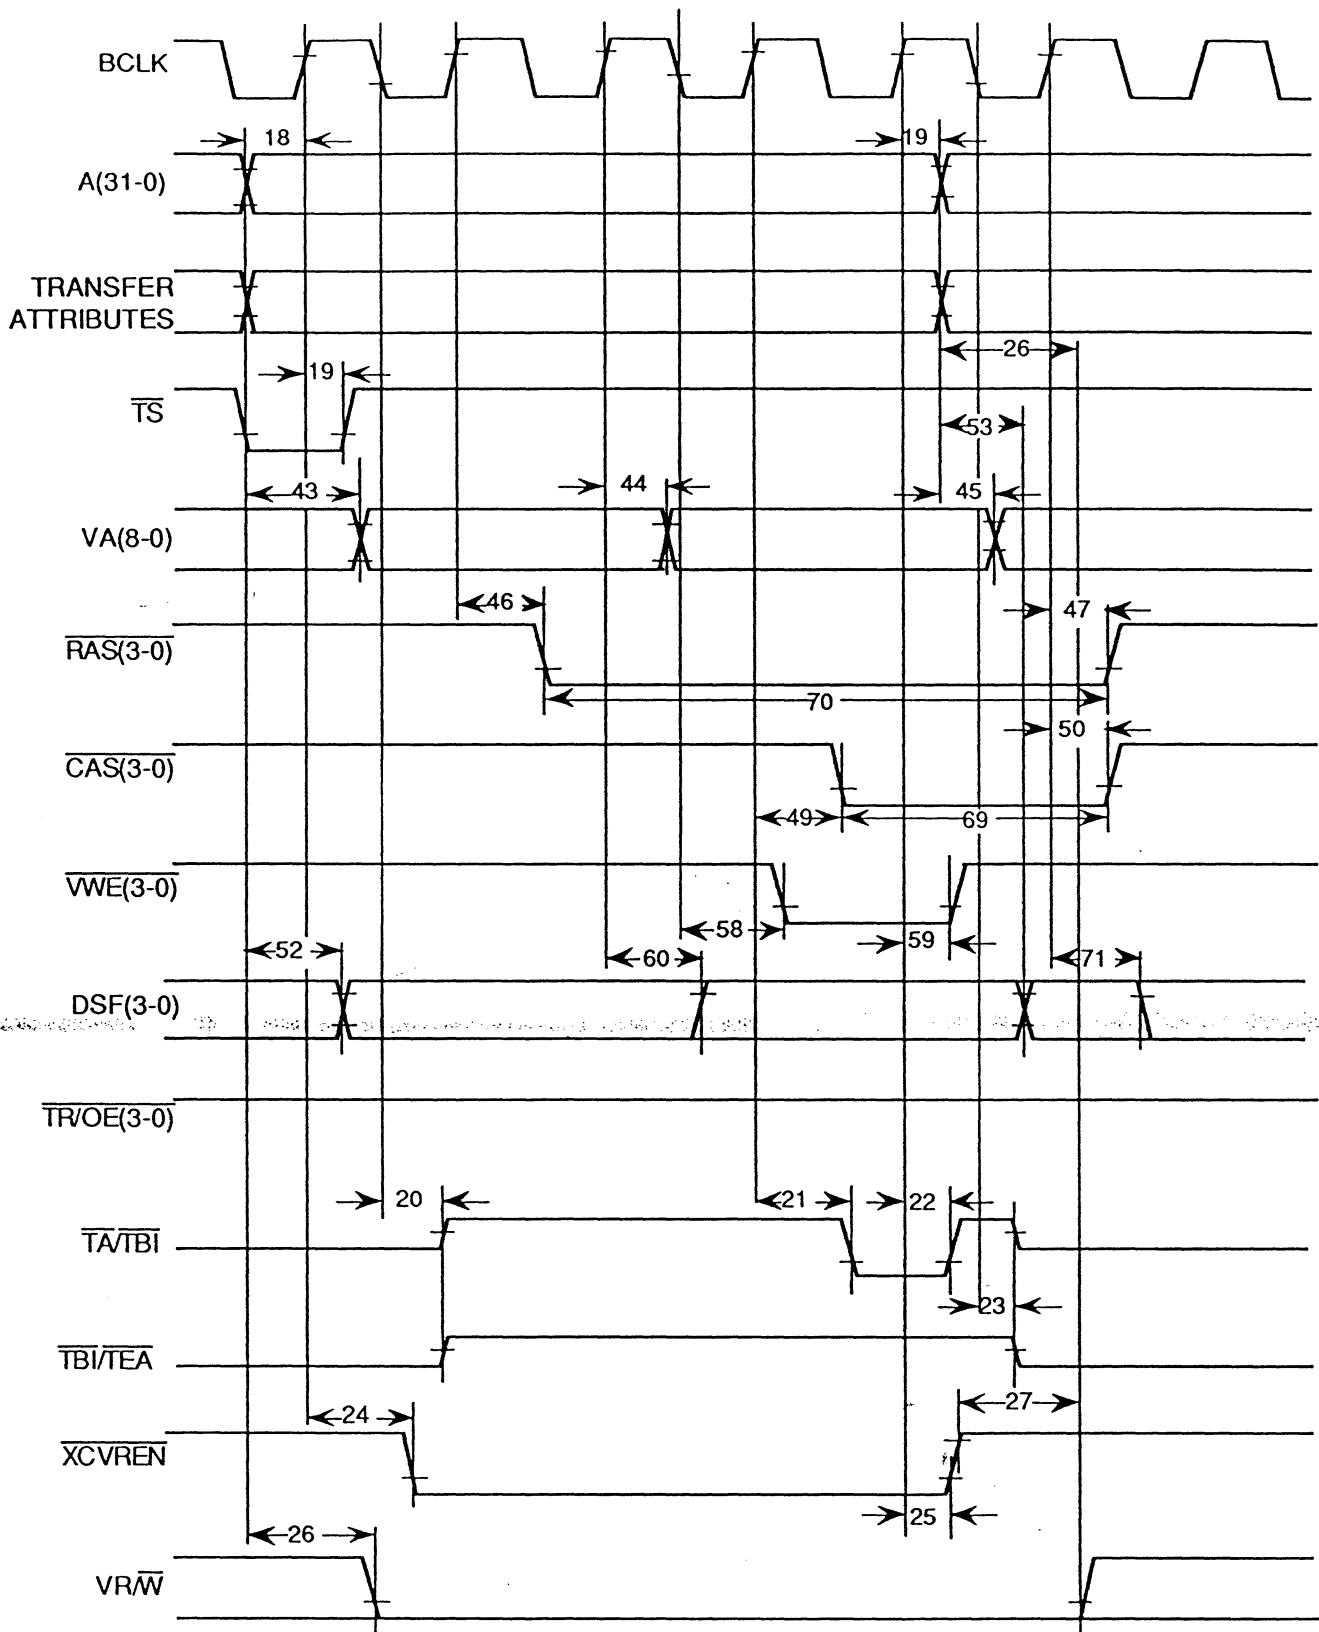 BCLK
18 19
A(31-0)
TRANSFER
ATTRIBUTES
26
19
TS
53
43 44 45
VA(8-0)
46 47
RAS(3-0)
70
50
CAS(3-0)
49 69
VWE(3-0)
58 59
52 60 71
DSF(3-0)
TR/OE(3-0)
20 21 22
TA/TBI
23
TBI/TEA
27
24
XCVREN
25
26
VR/W